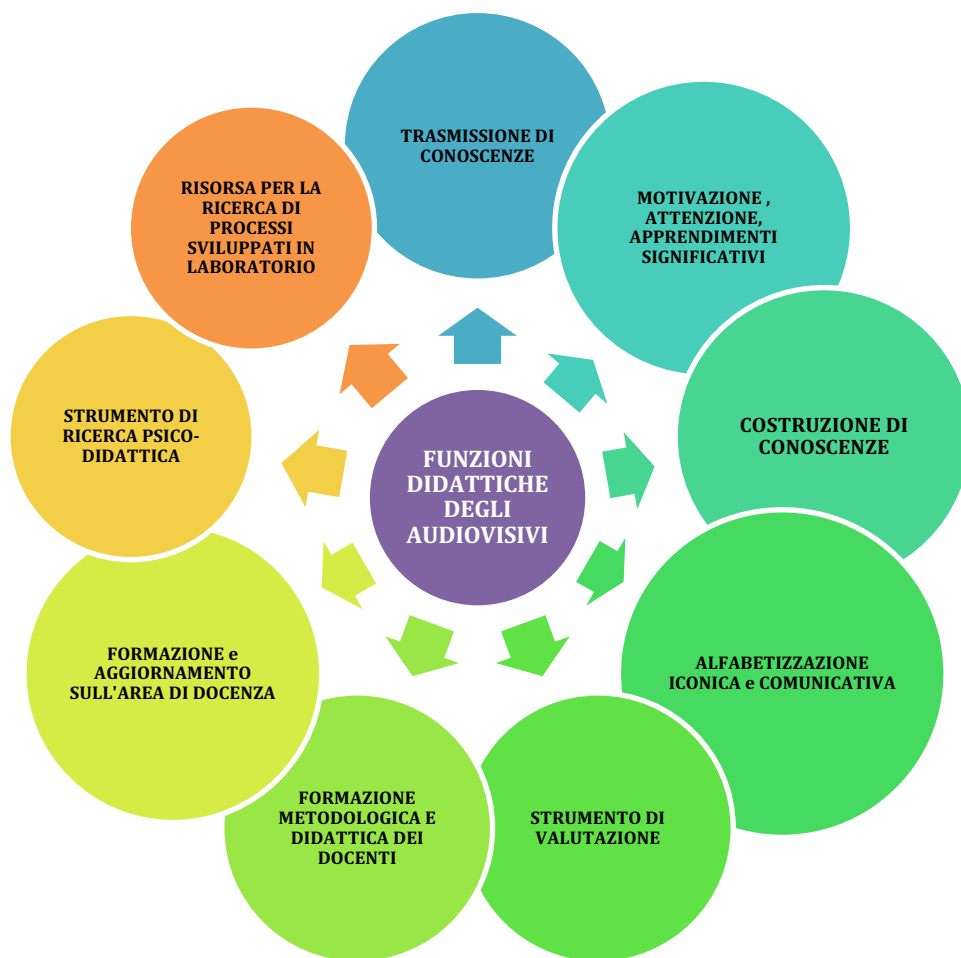 TRASMISSIONE DI
CONOSCENZE
MOTIVAZIONE ,
ATTENZIONE,
APPRENDIMENTI
SIGNIFICATIVI
COSTRUZIONE DI
CONOSCENZE
ALFABETIZZAZIONE
ICONICA e COMUNICATIVA
STRUMENTO DI
VALUTAZIONE
FORMAZIONE
METODOLOGICA E
DIDATTICA DEI
DOCENTI
FORMAZIONE e
AGGIORNAMENTO
SULL'AREA DI DOCENZA
STRUMENTO DI
RICERCA PSICO-
DIDATTICA
RISORSA PER LA
RICERCA DI
PROCESSI
SVILUPPATI IN
LABORATORIO
FUNZIONI
DIDATTICHE
DEGLI
AUDIOVISIVI